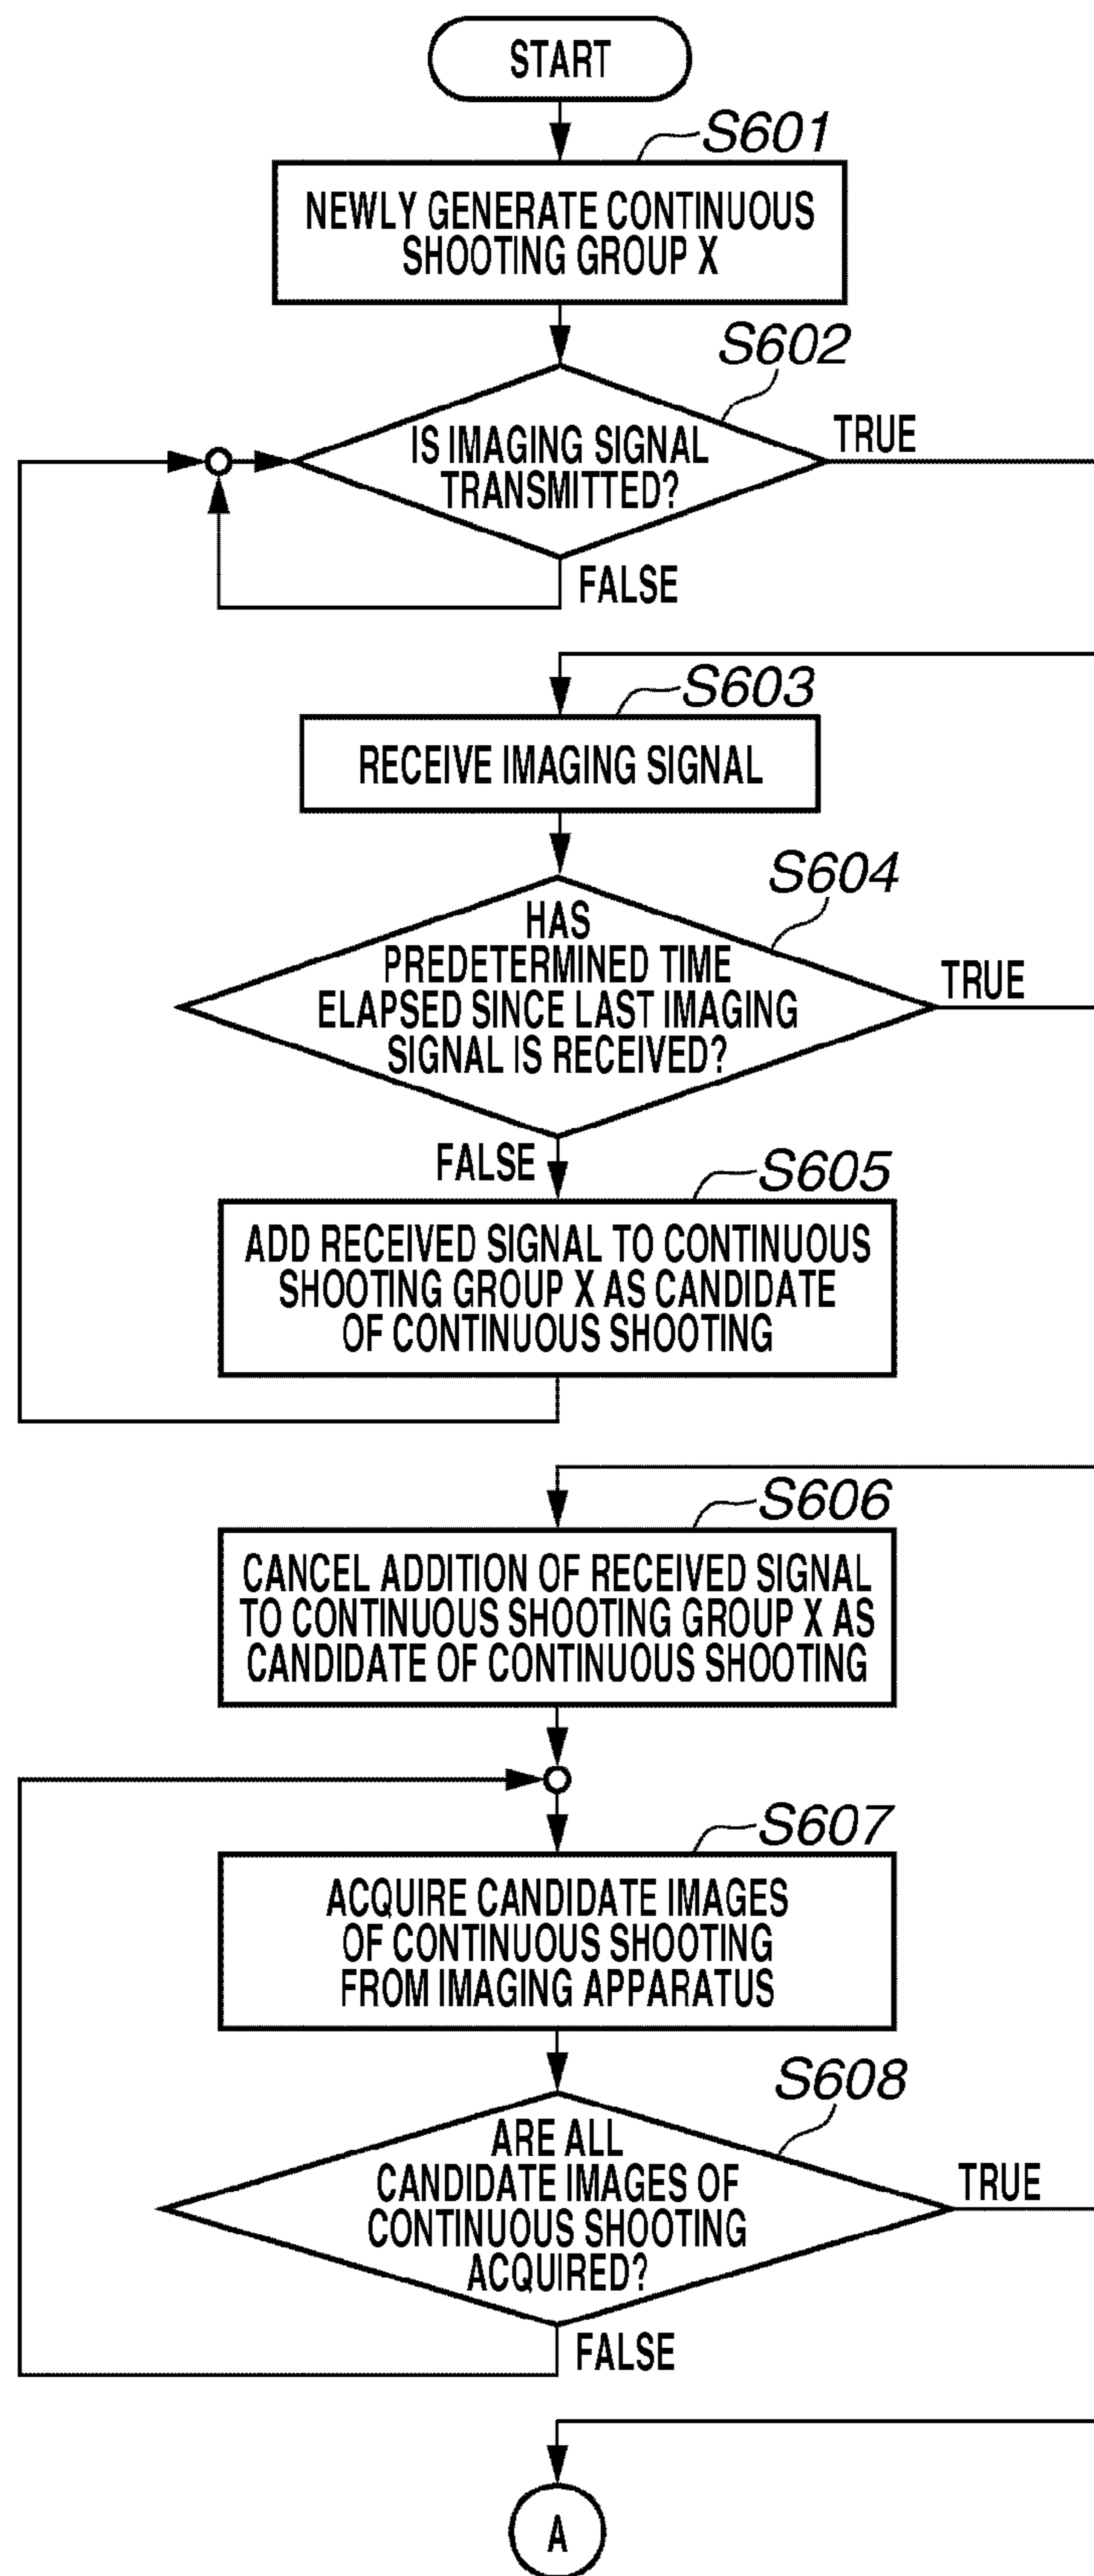 START
S601
NEWLY GENERATE CONTINUOUS
SHOOTING GROUP X
S602
IS IMAGING SIGNAL
TRANSMITTED?
TRUE
FALSE
S603
RECEIVE IMAGING SIGNAL
S604
HAS
PREDETERMINED TIME
ELAPSED SINCE LAST IMAGING
SIGNAL IS RECEIVED?
TRUE
FALSE
S605
ADD RECEIVED SIGNAL TO CONTINUOUS
SHOOTING GROUP X AS CANDIDATE
OF CONTINUOUS SHOOTING
S606
CANCEL ADDITION OF RECEIVED SIGNAL
TO CONTINUOUS SHOOTING GROUP X AS
CANDIDATE OF CONTINUOUS SHOOTING
S607
ACQUIRE CANDIDATE IMAGES
OF CONTINUOUS SHOOTING
FROM IMAGING APPARATUS
S608
ARE ALL
CANDIDATE IMAGES OF
CONTINUOUS SHOOTING
ACQUIRED?
TRUE
FALSE
A